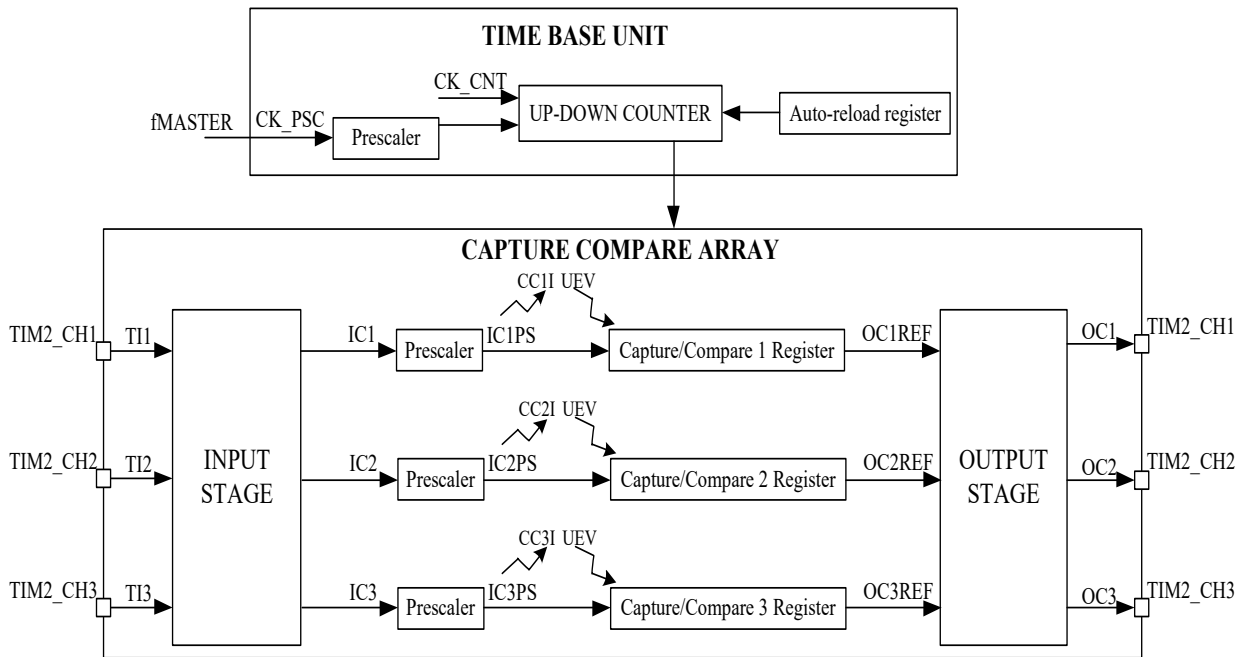 TIME BASE UNIT
CK_CNT
UP-DOWN COUNTER
Auto-reload register
fMASTER
CK_PSC
Prescaler
CAPTURE COMPARE ARRAY
CC1I UEV
TIM2_CH1
TI1
IC1
Prescaler
IC1PS
Capture/Compare 1 Register
OC1REF
OC1
TIM2_CH1
CC2I UEV
TIM2_CH2
TI2
INPUT
STAGE
IC2
Prescaler
IC2PS
Capture/Compare 2 Register
OC2REF
OUTPUT
STAGE
OC2
TIM2_CH2
CC3I UEV
TIM2_CH3
TI3
IC3
Prescaler
IC3PS
Capture/Compare 3 Register
OC3REF
OC3
TIM2_CH3